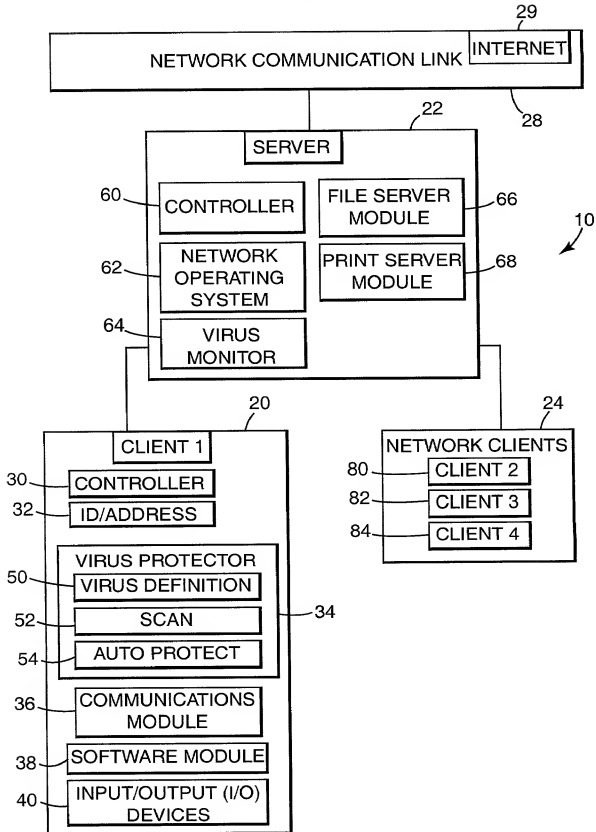 29
INTERNET
NETWORK COMMUNICATION LINK
28
22
SERVER
60
CONTROLLER
FILE SERVER
MODULE
66
10
62
NETWORK
OPERATING
SYSTEM
PRINT SERVER
MODULE
68
64
VIRUS
MONITOR
20
CLIENT 1
30
CONTROLLER
32
ID/ADDRESS
VIRUS PROTECTOR
50
VIRUS DEFINITION
52
SCAN
34
54
AUTO PROTECT
36
COMMUNICATIONS
MODULE
38
SOFTWARE MODULE
40
INPUT/OUTPUT (I/O)
DEVICES
24
NETWORK CLIENTS
80
CLIENT 2
82
CLIENT 3
84
CLIENT 4